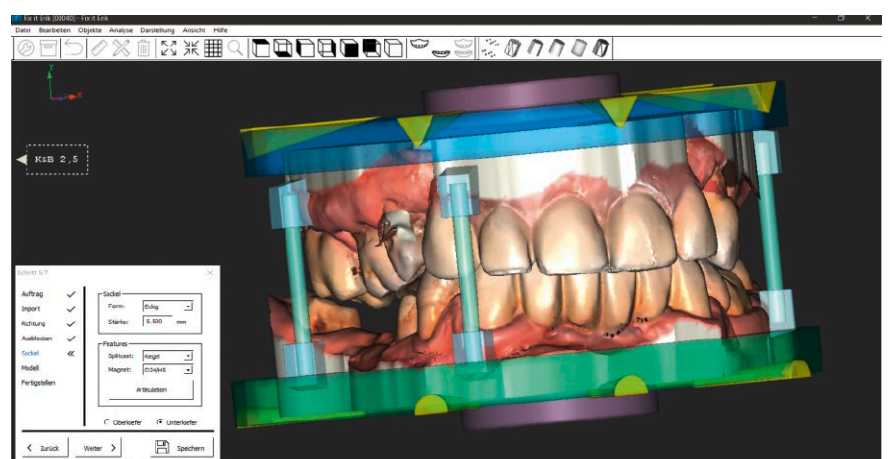 Fix it Erik [00040] - Fix it Erik
Datei Bearbeiten Objekte Analyse Darstellung Ansicht Hilfe
Y
X
KsB 2,5
Schritt 5/7
Auftrag
Import
Richtung
Ausblocken
Sockel
Modell
Fertigstellen
Sockel
Form: Eckig
Stärke: 5.500 mm
Features
Splitcast: Kegel
Magnet: D24/H5
Artikulation
Oberkiefer Unterkiefer
< Zurück Weiter > Speichern